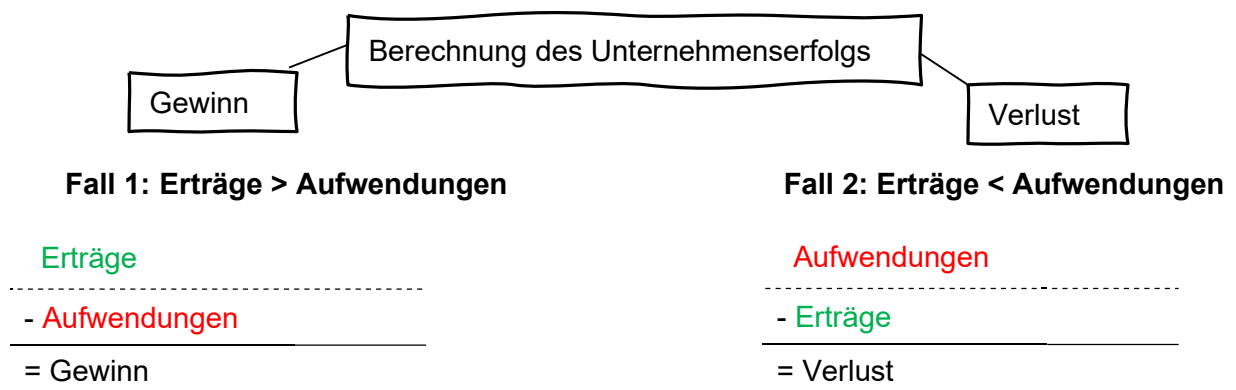 Berechnung des Unternehmenserfolgs
Gewinn
Verlust
Fall 1: Erträge > Aufwendungen
Erträge
- Aufwendungen
= Gewinn
Fall 2: Erträge < Aufwendungen
Aufwendungen
- Erträge
= Verlust